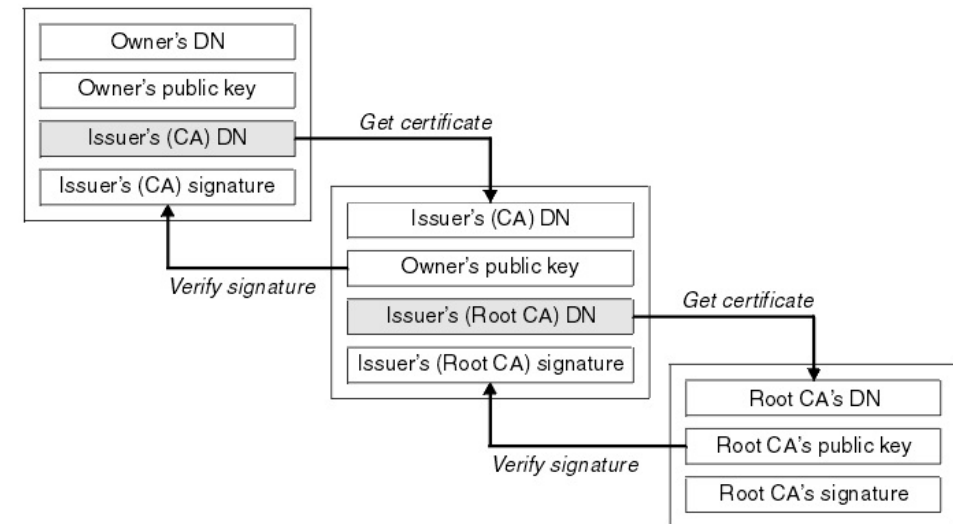 Owner's DN
Owner's public key
Issuer's (CA) DN
Issuer's (CA) signature
Get certificate
Verify signature
Issuer's (CA) DN
Owner's public key
Issuer's (Root CA) DN
Issuer's (Root CA) signature
Get certificate
Verify signature
Root CA's DN
Root CA's public key
Root CA's signature